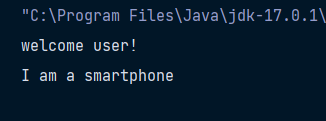 "C:\Program Files\Java\jdk-17.0.1\
welcome user!
I am a smartphone